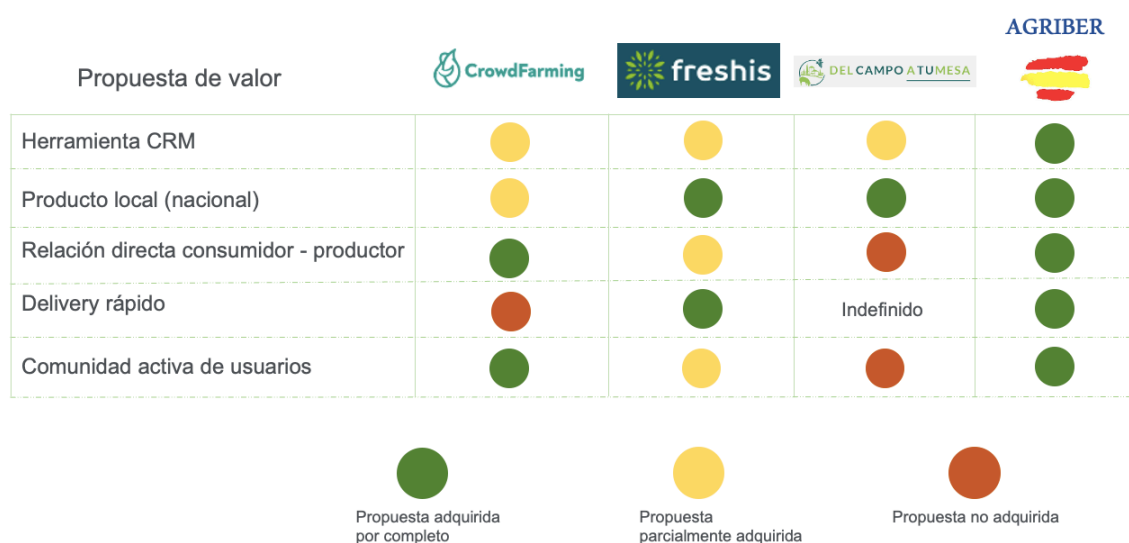 AGRIBER
Propuesta de valor
CrowdFarming
freshis
DEL CAMPO A TU MESA
Herramienta CRM
Producto local (nacional)
Relación directa consumidor - productor
Delivery rápido
Indefinido
Comunidad activa de usuarios
Propuesta adquirida
por completo
Propuesta
parcialmente adquirida
Propuesta no adquirida